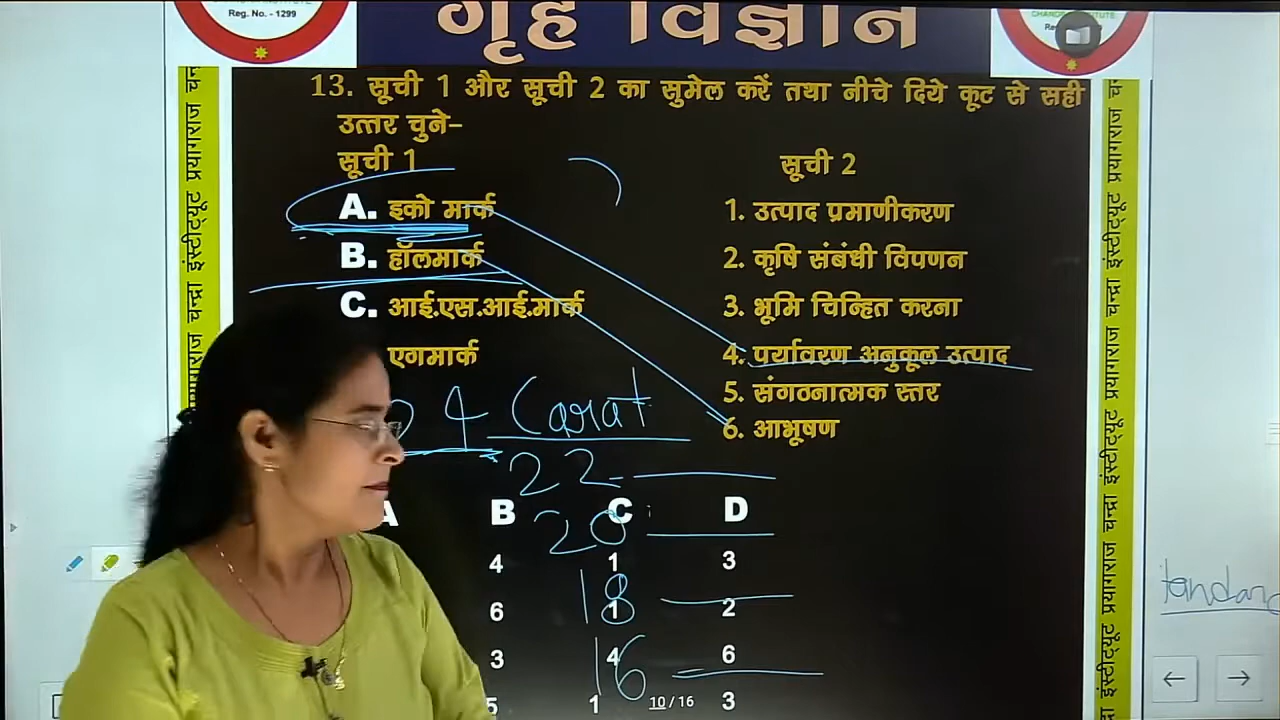 Reg. No. - 1299
गृह विज्ञान
13. सूची 1 और सूची 2 का सुमेल करें तथा नीचे दिये कूट से सही
उत्तर चुने–
सूची 1
सूची 2
A. इको मार्क
1. उत्पाद प्रमाणीकरण
B. हॉलमार्क
2. कृषि संबंधी विपणन
C. आई.एस.आई.मार्क
3. भूमि चिन्हित करना
एगमार्क
4. पर्यावरण अनुकूल उत्पाद
5. संगठनात्मक स्तर
6. आभूषण
24 Carat
22
A B C D
20
4 1 3
18
6 1 2
3 4 6
16
5 1 3
10 / 16
चन्द्रा इंस्टीट्यूट प्रयागराज
चन्द्रा इंस्टीट्यूट प्रयागराज